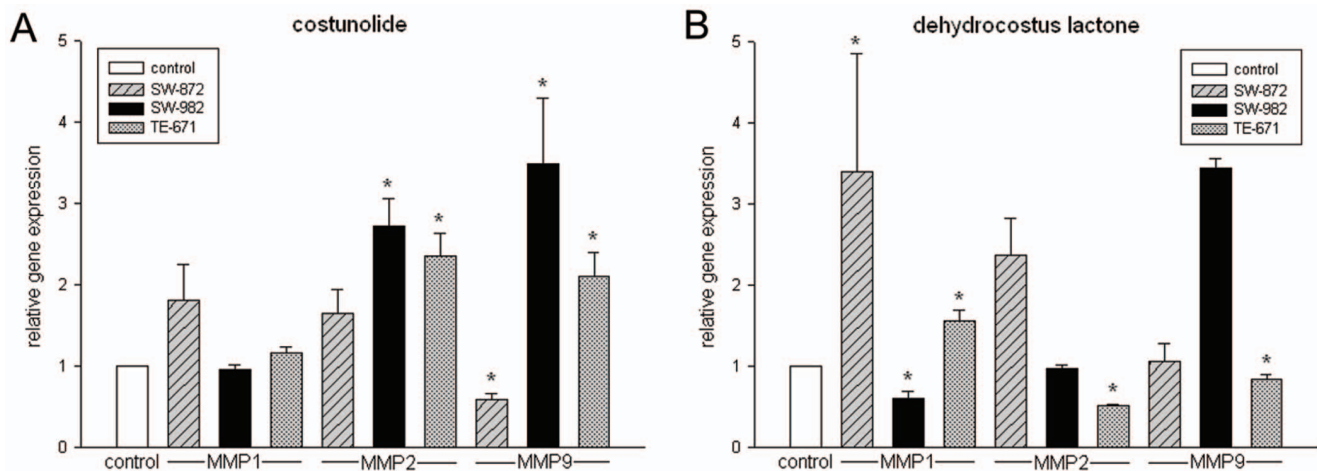 A
costunolide
relative gene expression
5
4
3
2
1
0
control
SW-872
SW-982
TE-671
*
*
*
*
*
control
MMP1
MMP2
MMP9
B
dehydrocostus lactone
relative gene expression
5
4
3
2
1
0
control
SW-872
SW-982
TE-671
*
*
*
*
*
control
MMP1
MMP2
MMP9